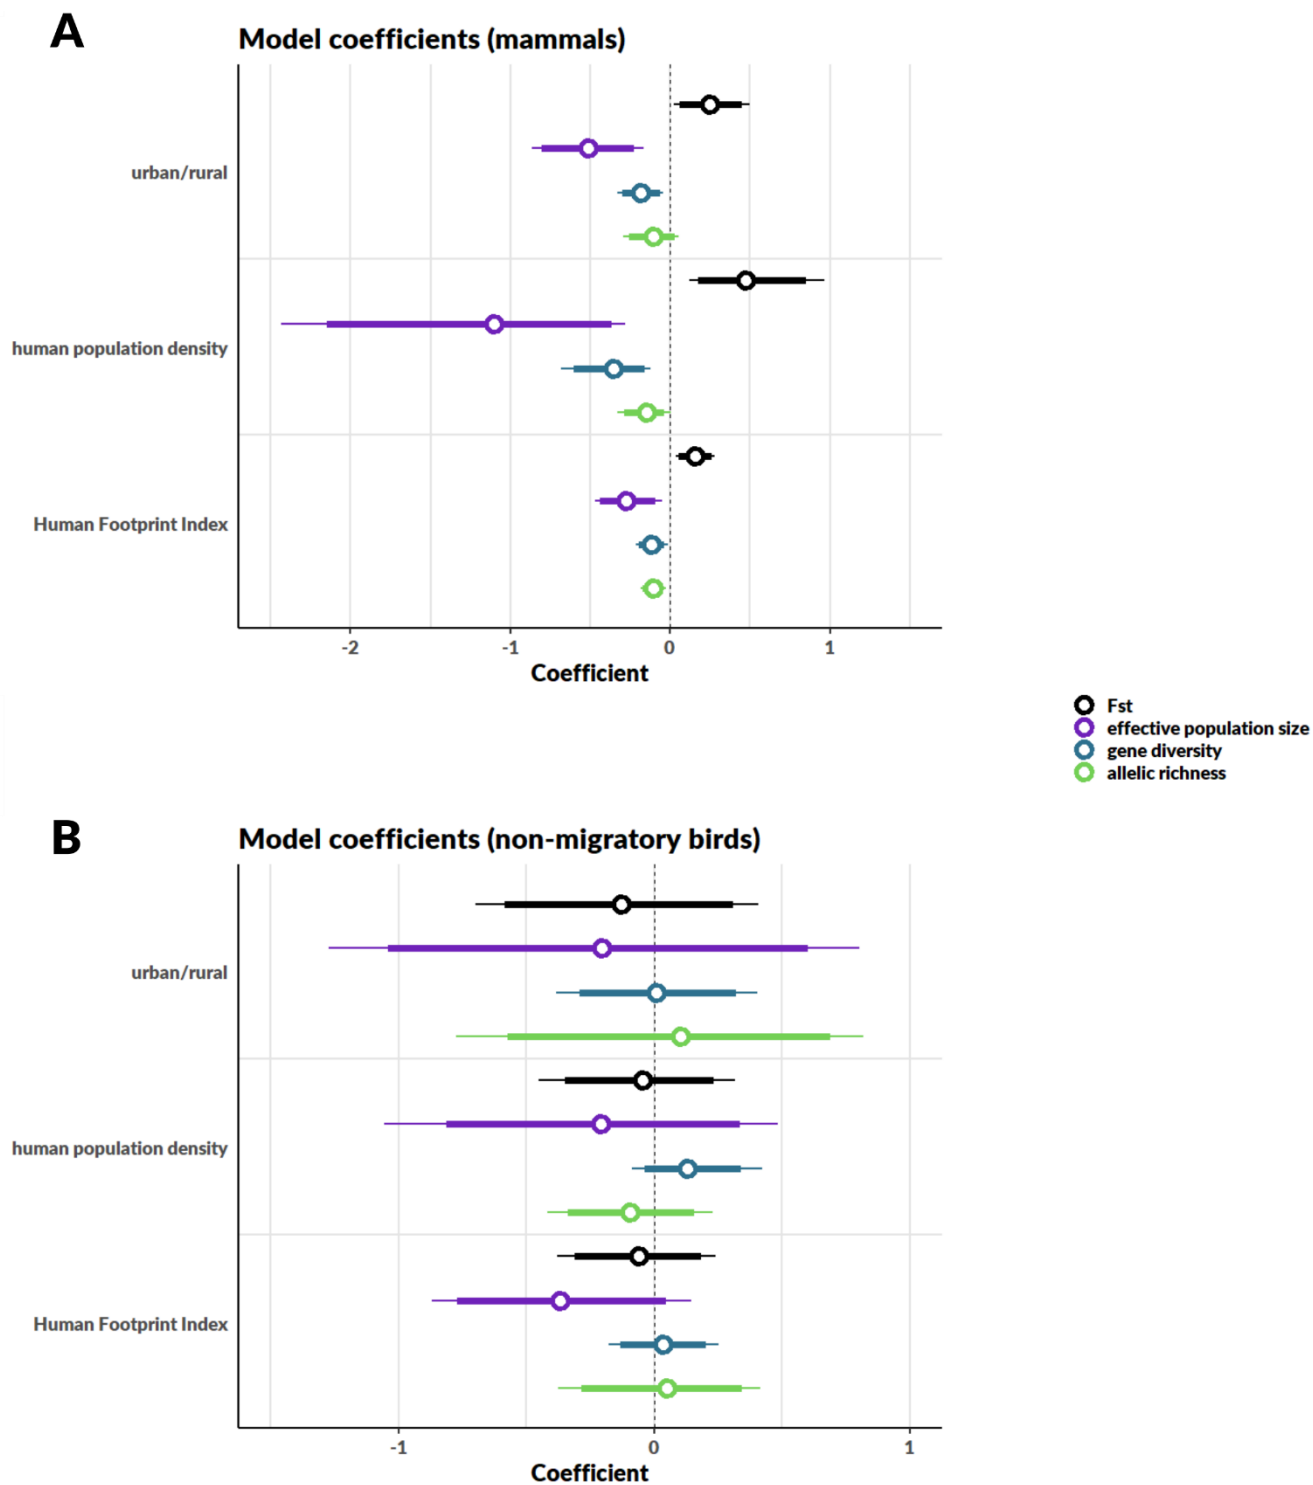 A
Model coefficients (mammals)
urban/rural
human population density
Human Footprint Index
-2 -1 0 1
Coefficient
Fst
effective population size
gene diversity
allelic richness
B
Model coefficients (non-migratory birds)
urban/rural
human population density
Human Footprint Index
-1 0 1
Coefficient